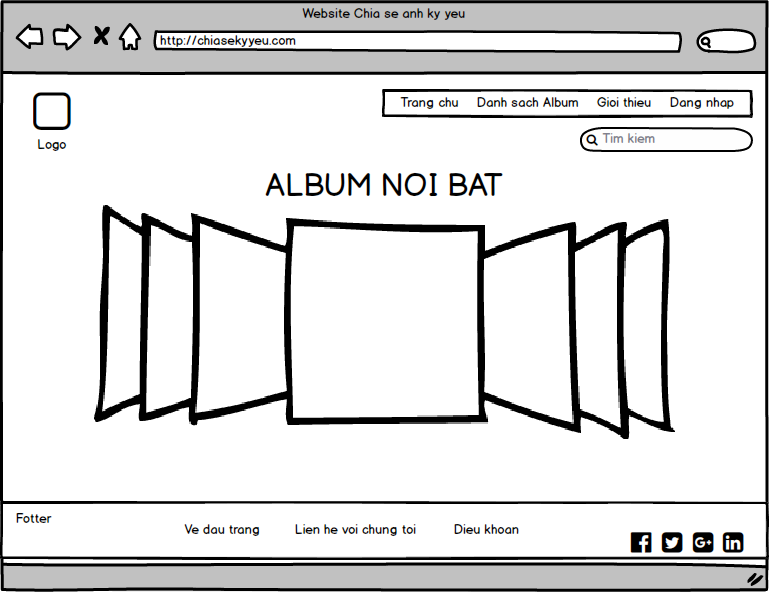 Website Chia se anh ky yeu
http://chiasekyyeu.com
Trang chu Danh sach Album Gioi thieu Dang nhap
Logo
Tim kiem
ALBUM NOI BAT
Fotter
Ve dau trang Lien he voi chung toi Dieu khoan